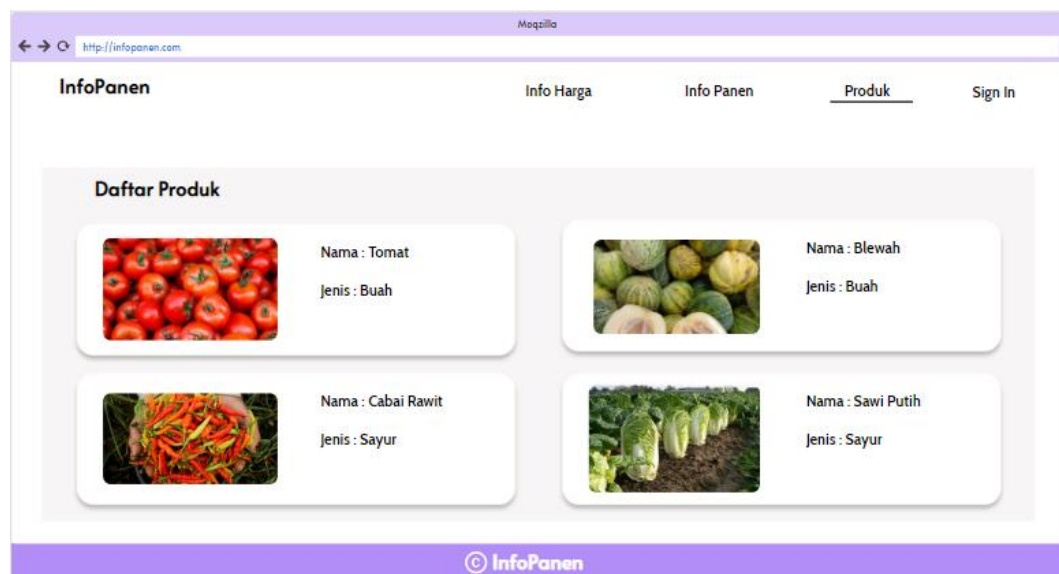 Moqzilla
http://infopanen.com
InfoPanen
Info Harga
Info Panen
Produk
Sign In
Daftar Produk
Nama : Tomat
Jenis : Buah
Nama : Blewah
Jenis : Buah
Nama : Cabai Rawit
Jenis : Sayur
Nama : Sawi Putih
Jenis : Sayur
© InfoPanen